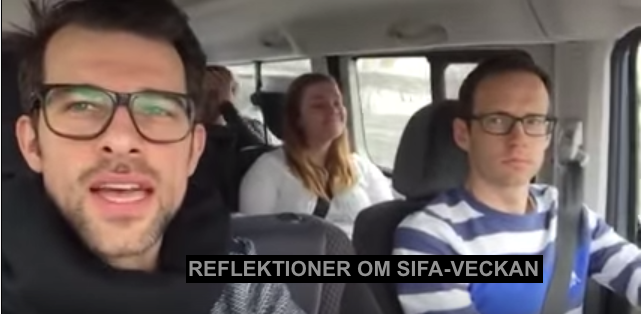 REFLEKTIONER OM SIFA-VECKAN